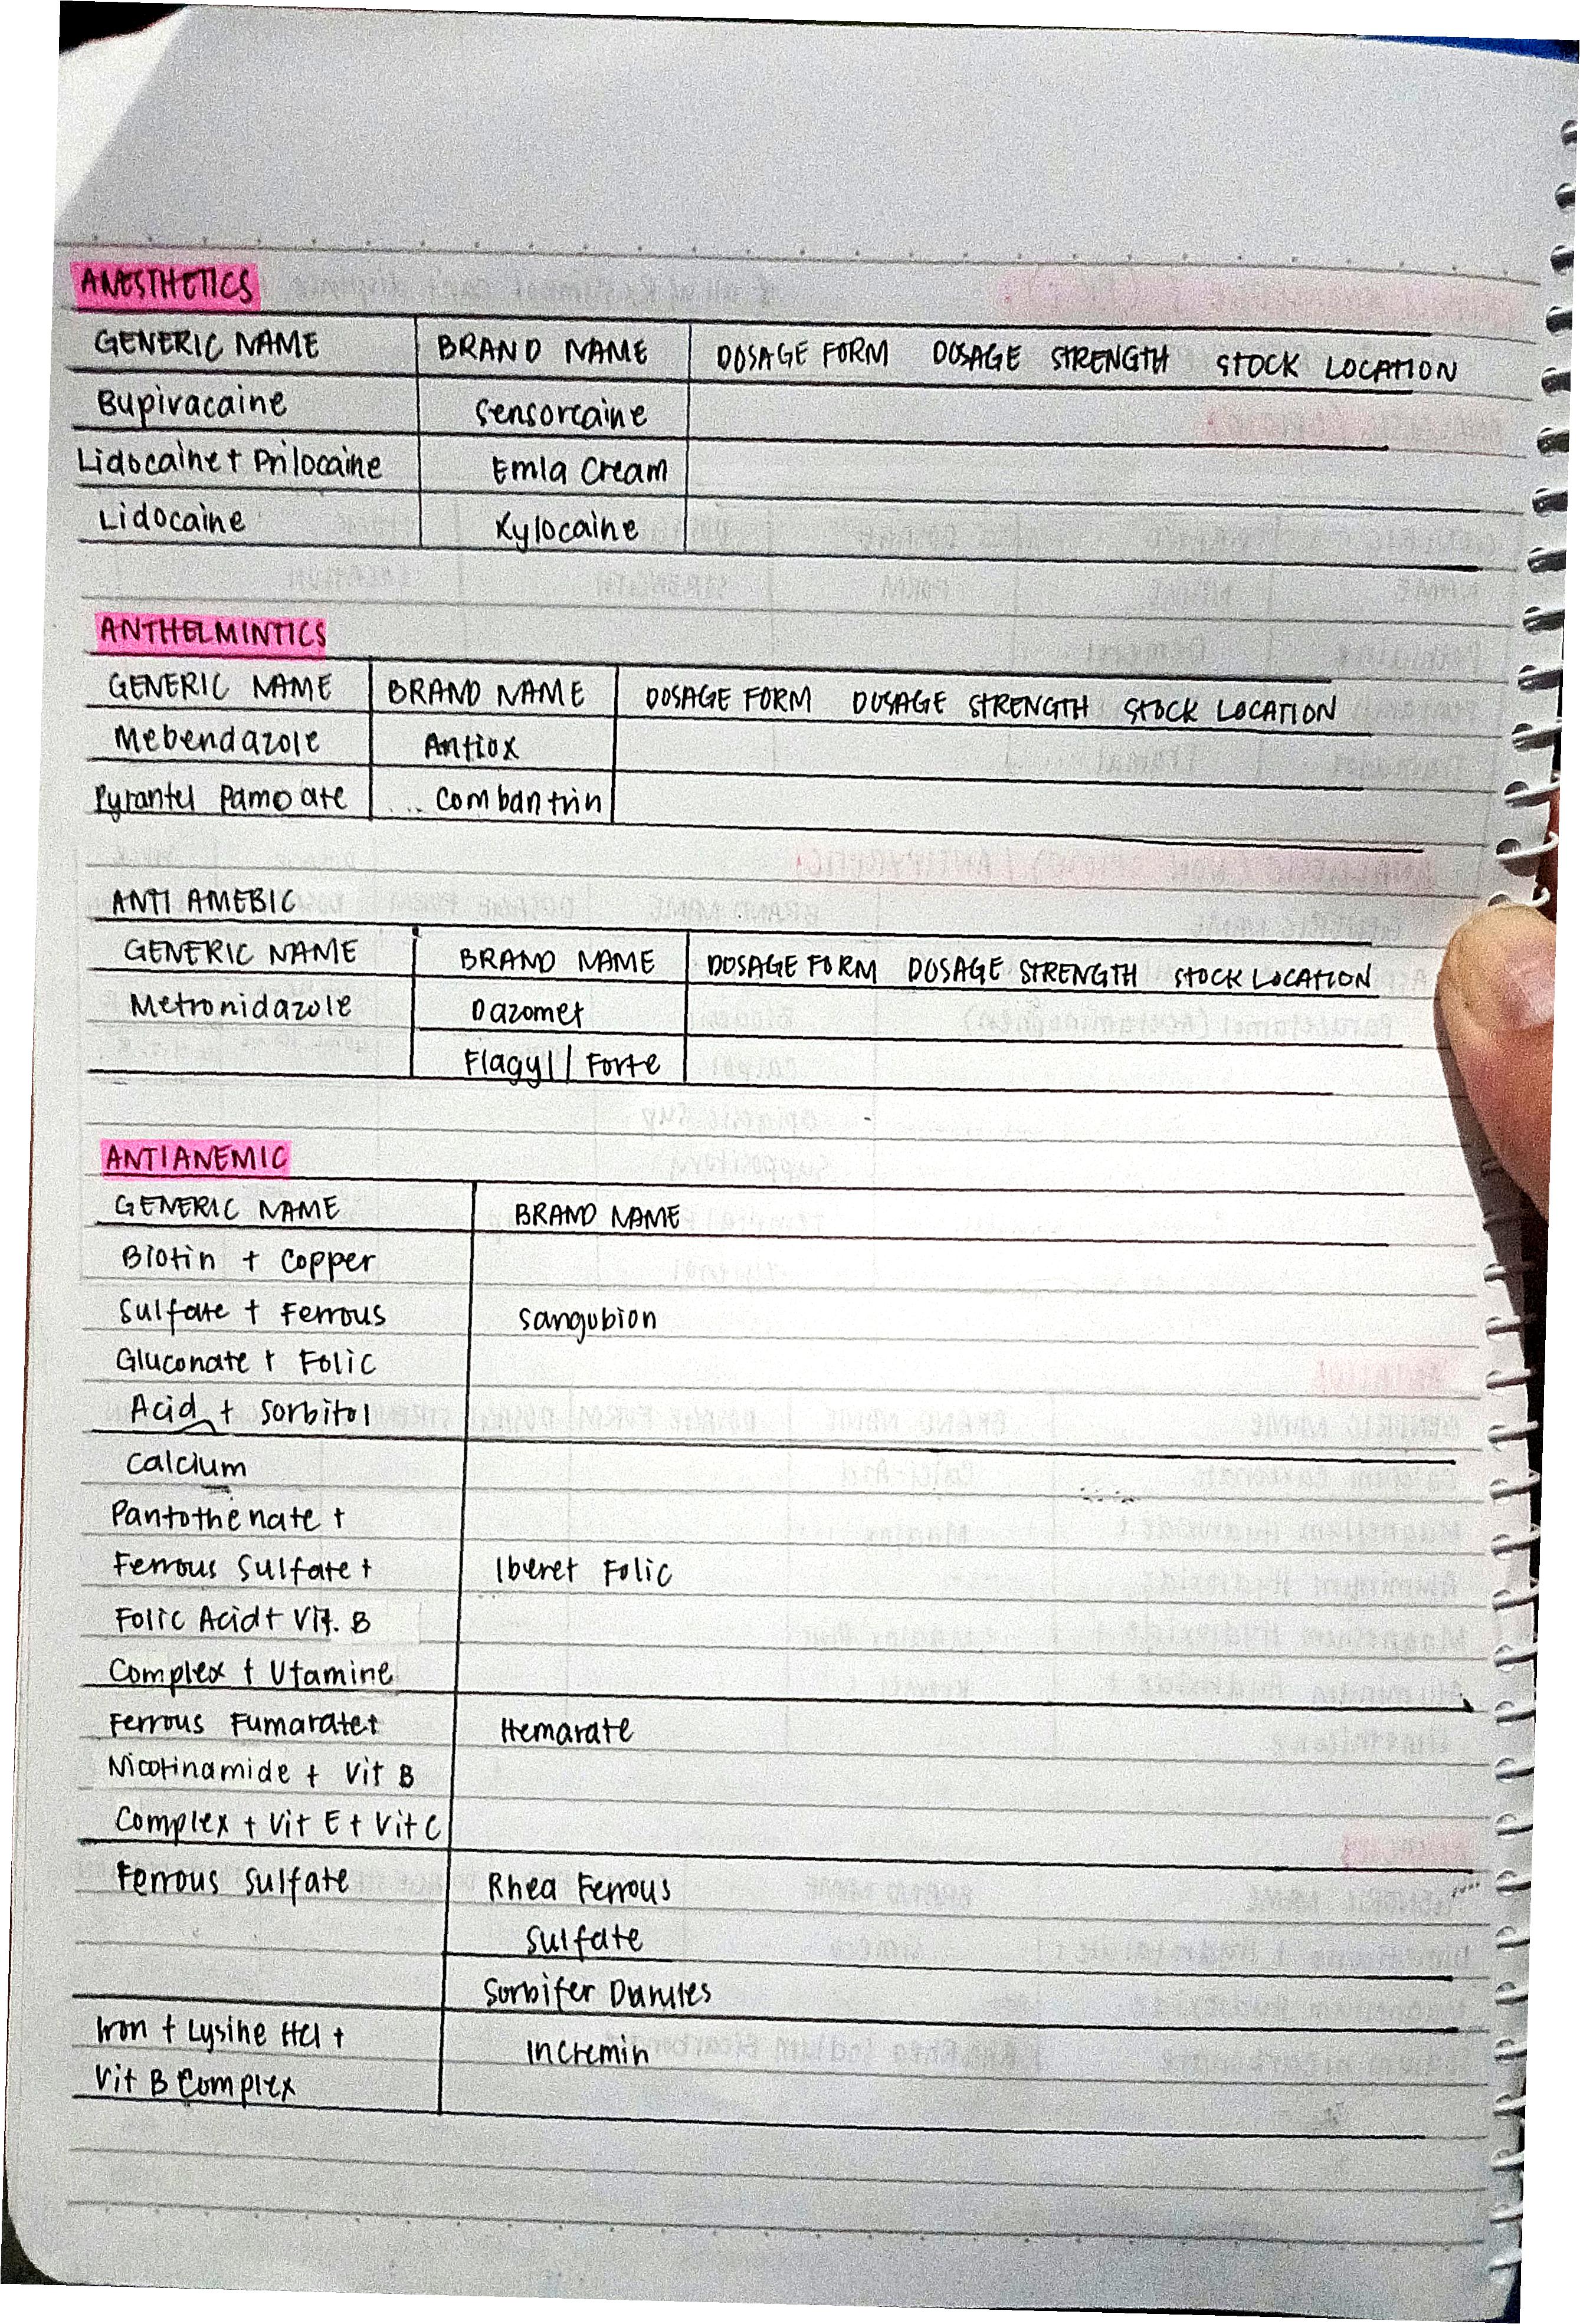 ANESTHETICS
GENERIC NAME BRAND NAME DOSAGE FORM DOSAGE STRENGTH STOCK LOCATION
Bupivacaine Sensorcaine
Lidocaine + Prilocaine Emla Cream
Lidocaine Xylocaine
ANTHELMINTICS
GENERIC NAME BRAND NAME DOSAGE FORM DOSAGE STRENGTH STOCK LOCATION
Mebendazole Antiox
Pyrantel Pamoate Combantrin
ANTI AMEBIC
GENERIC NAME BRAND NAME DOSAGE FORM DOSAGE STRENGTH STOCK LOCATION
Metronidazole Dazomet
Flagyl / Forte
ANTIANEMIC
GENERIC NAME BRAND NAME
Biotin + Copper
Sulfate + Ferrous Sangobion
Gluconate + Folic
Acid + Sorbitol
Calcium
Pantothenate +
Ferrous Sulfate + Iberet Folic
Folic Acid + Vit. B
Complex + Vtamine
Ferrous Fumarate + Hemarate
Nicotinamide + Vit B
Complex + Vit E + Vit C
Ferrous Sulfate Rhea Ferrous
Sulfate
Sorbifer Durules
Iron + Lysine HCl + Incremin
Vit B Complex